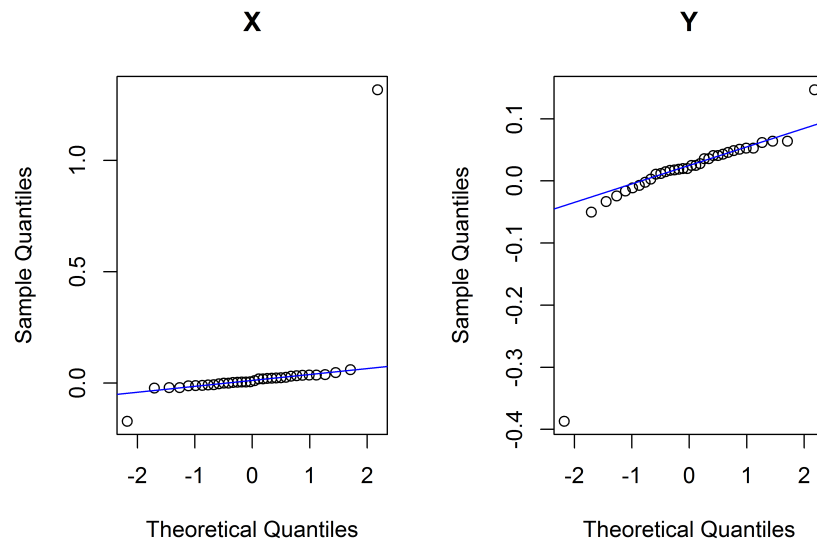 X
Sample Quantiles
1.0
0.5
0.0
-2 -1 0 1 2
Theoretical Quantiles
Y
Sample Quantiles
0.1
0.0
-0.1
-0.2
-0.3
-0.4
-2 -1 0 1 2
Theoretical Quantiles